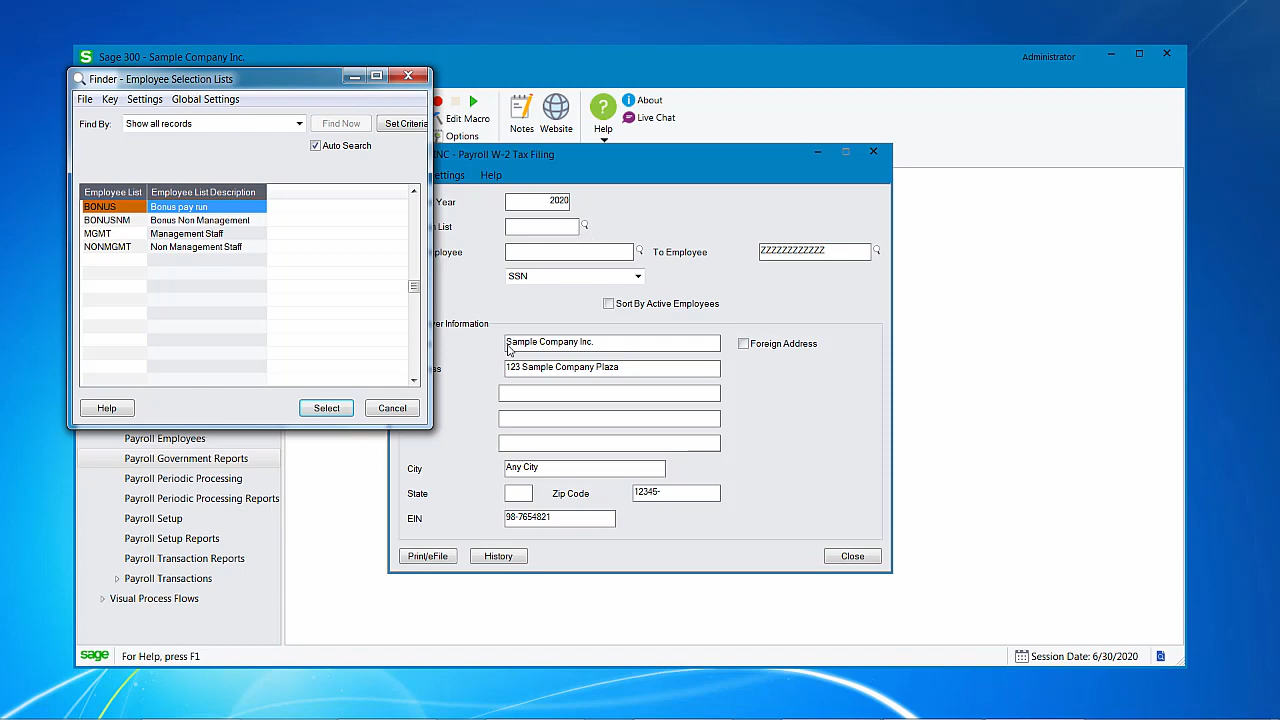 Sage 300 - Sample Company Inc.
Administrator
Finder - Employee Selection Lists
File Key Settings Global Settings
Find By: Show all records Find Now Set Criteria
Auto Search
Employee List Employee List Description
BONUS Bonus pay run
BONUSNM Bonus Non Management
MGMT Management Staff
NONMGMT Non Management Staff
Help Select Cancel
Edit Macro
Options
Notes
Website
Help
About
Live Chat
INC - Payroll W-2 Tax Filing
Help
Year 2020
List
To Employee ZZZZZZZZZZZZ
SSN
Sort By Active Employees
Information
Sample Company Inc.
Foreign Address
123 Sample Company Plaza
City Any City
State Zip Code 12345-
EIN 98-7654821
Print/eFile History Close
Payroll Employees
Payroll Government Reports
Payroll Periodic Processing
Payroll Periodic Processing Reports
Payroll Setup
Payroll Setup Reports
Payroll Transaction Reports
Payroll Transactions
Visual Process Flows
sage For Help, press F1
Session Date: 6/30/2020